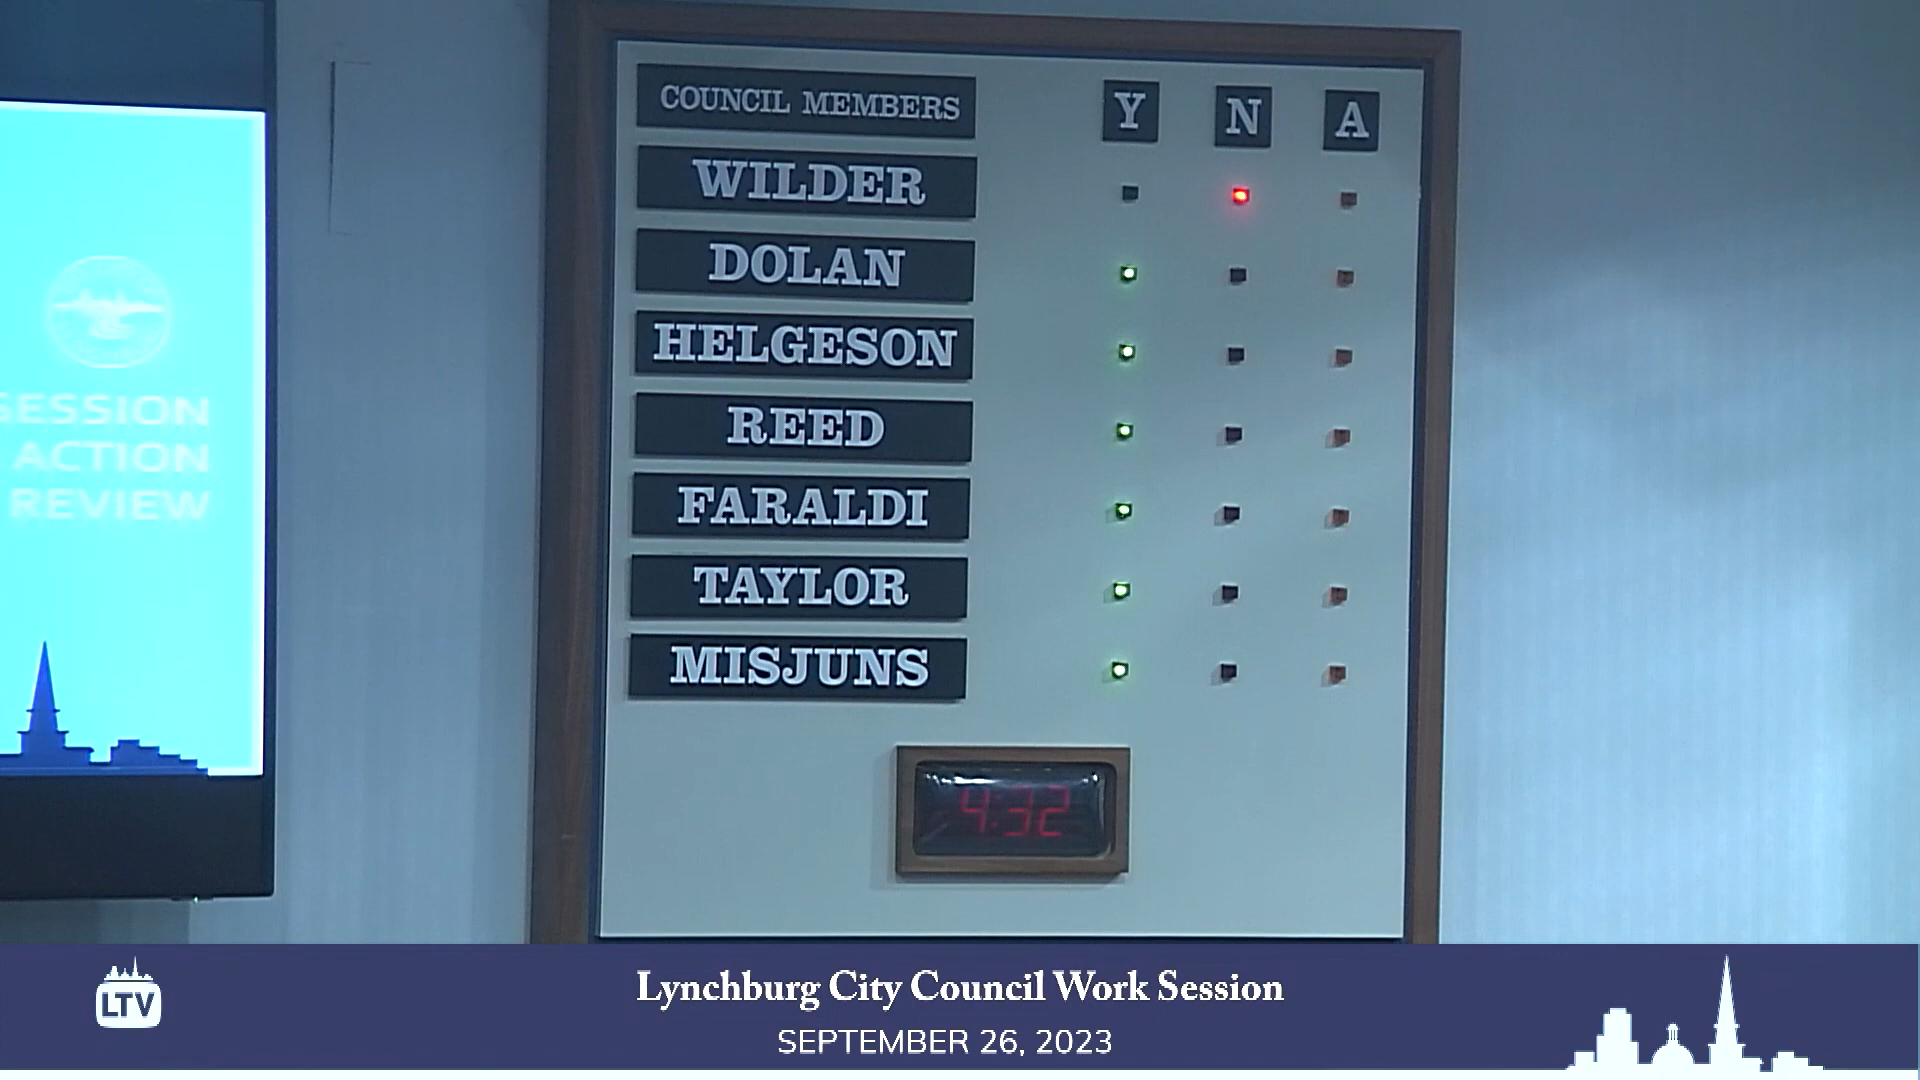 SESSION
ACTION
REVIEW
COUNCIL MEMBERS Y N A
WILDER
DOLAN
HELGESON
REED
FARALDI
TAYLOR
MISJUNS
4:32
LTV
Lynchburg City Council Work Session
SEPTEMBER 26, 2023